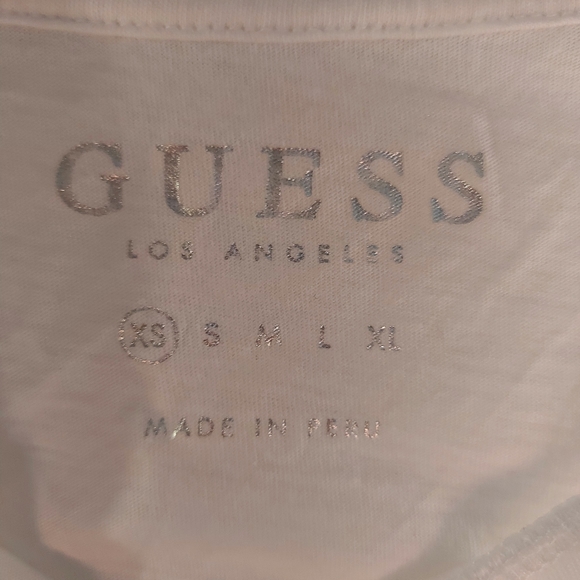 GUESS
LOS ANGELES
XS S M L XL
MADE IN PERU